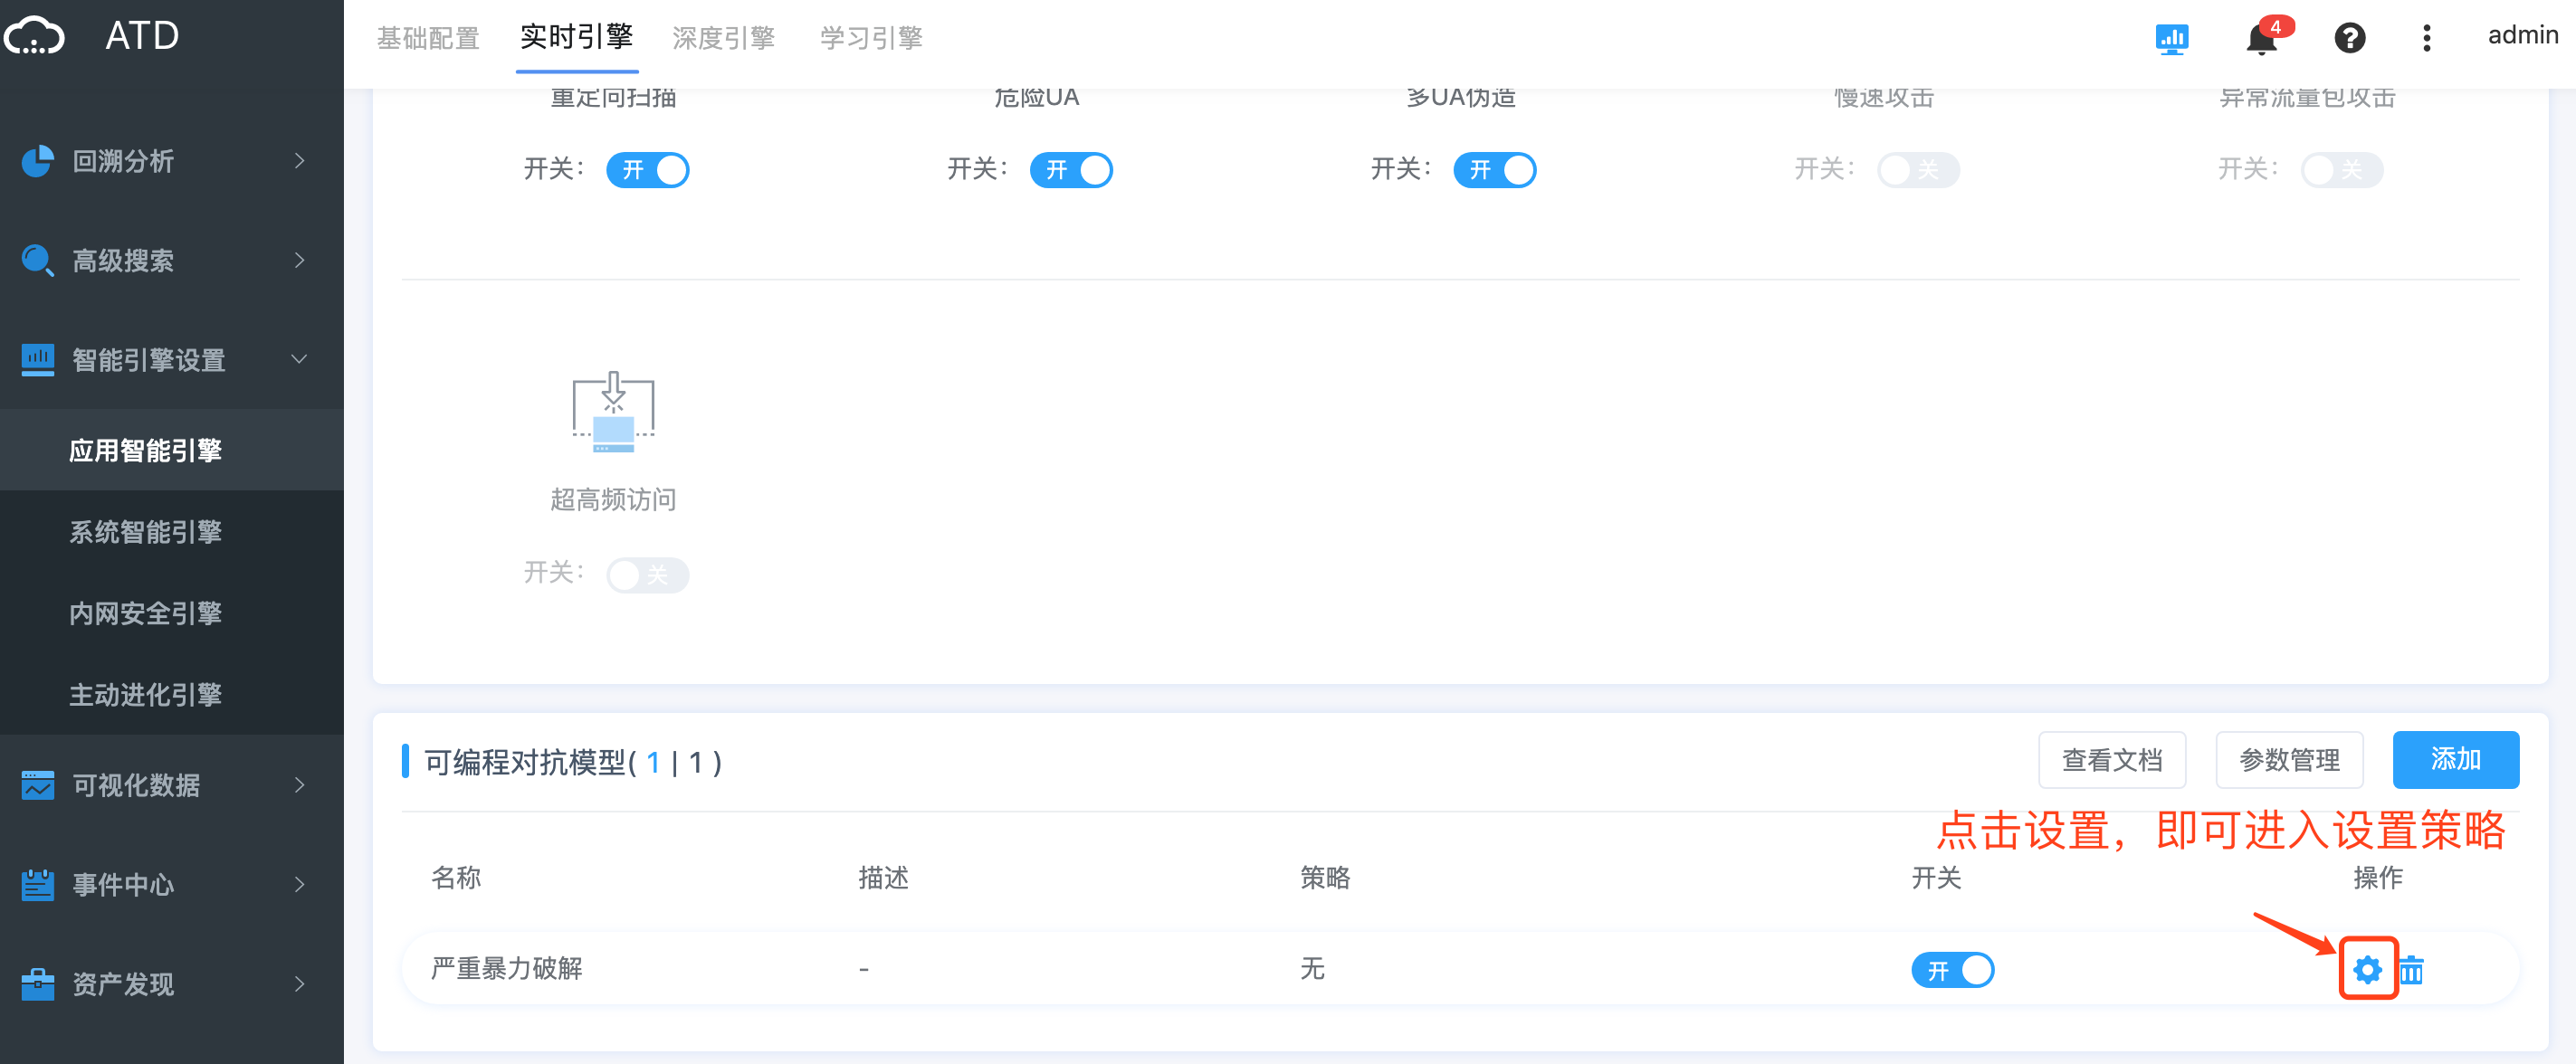 ATD
基础配置 实时引擎 深度引擎 学习引擎
4
admin
重定向扫描 危险UA 多UA伪造 慢速攻击 异常流量包攻击
开关： 开 开关： 开 开关： 开 开关： 关 开关： 关
超高频访问
开关： 关
回溯分析
高级搜索
智能引擎设置
应用智能引擎
系统智能引擎
内网安全引擎
主动进化引擎
可视化数据
事件中心
资产发现
可编程对抗模型( 1 | 1 )
查看文档 参数管理 添加
点击设置，即可进入设置策略
名称 描述 策略 开关 操作
严重暴力破解 - 无 开